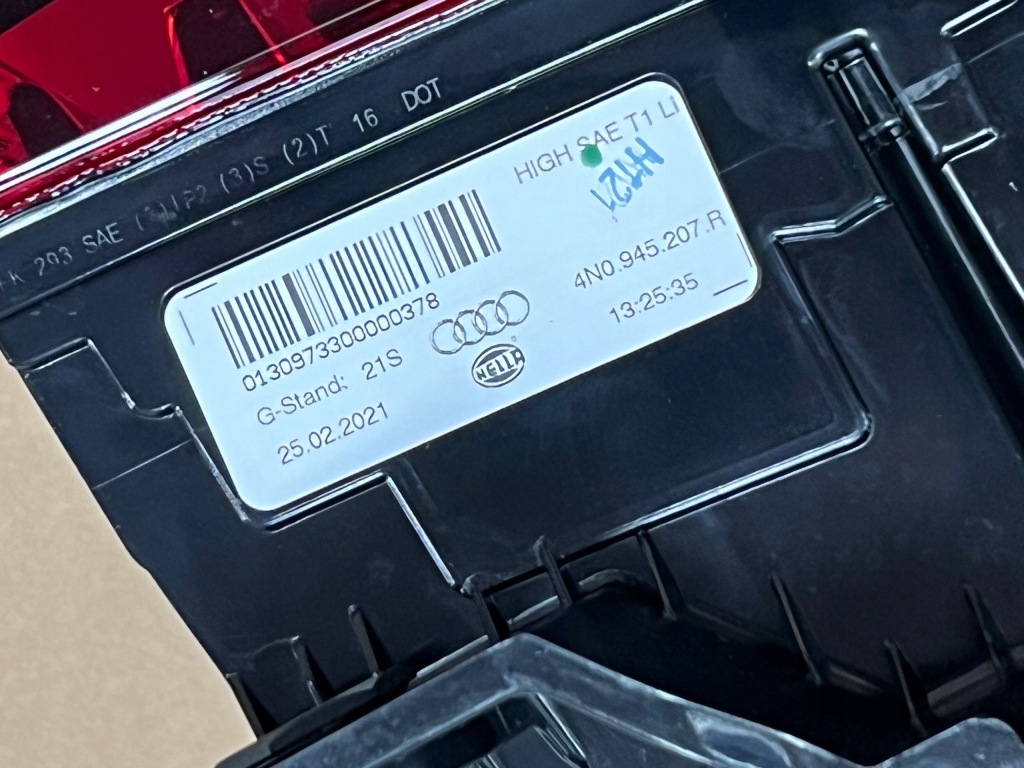 293 SAE P2 (3)S (2)T 16 DOT
HIGH SAE T1 LI
013097330000378
G-Stand: 21S
25.02.2021
HELLA
4N0.945.207.R
13:25:35